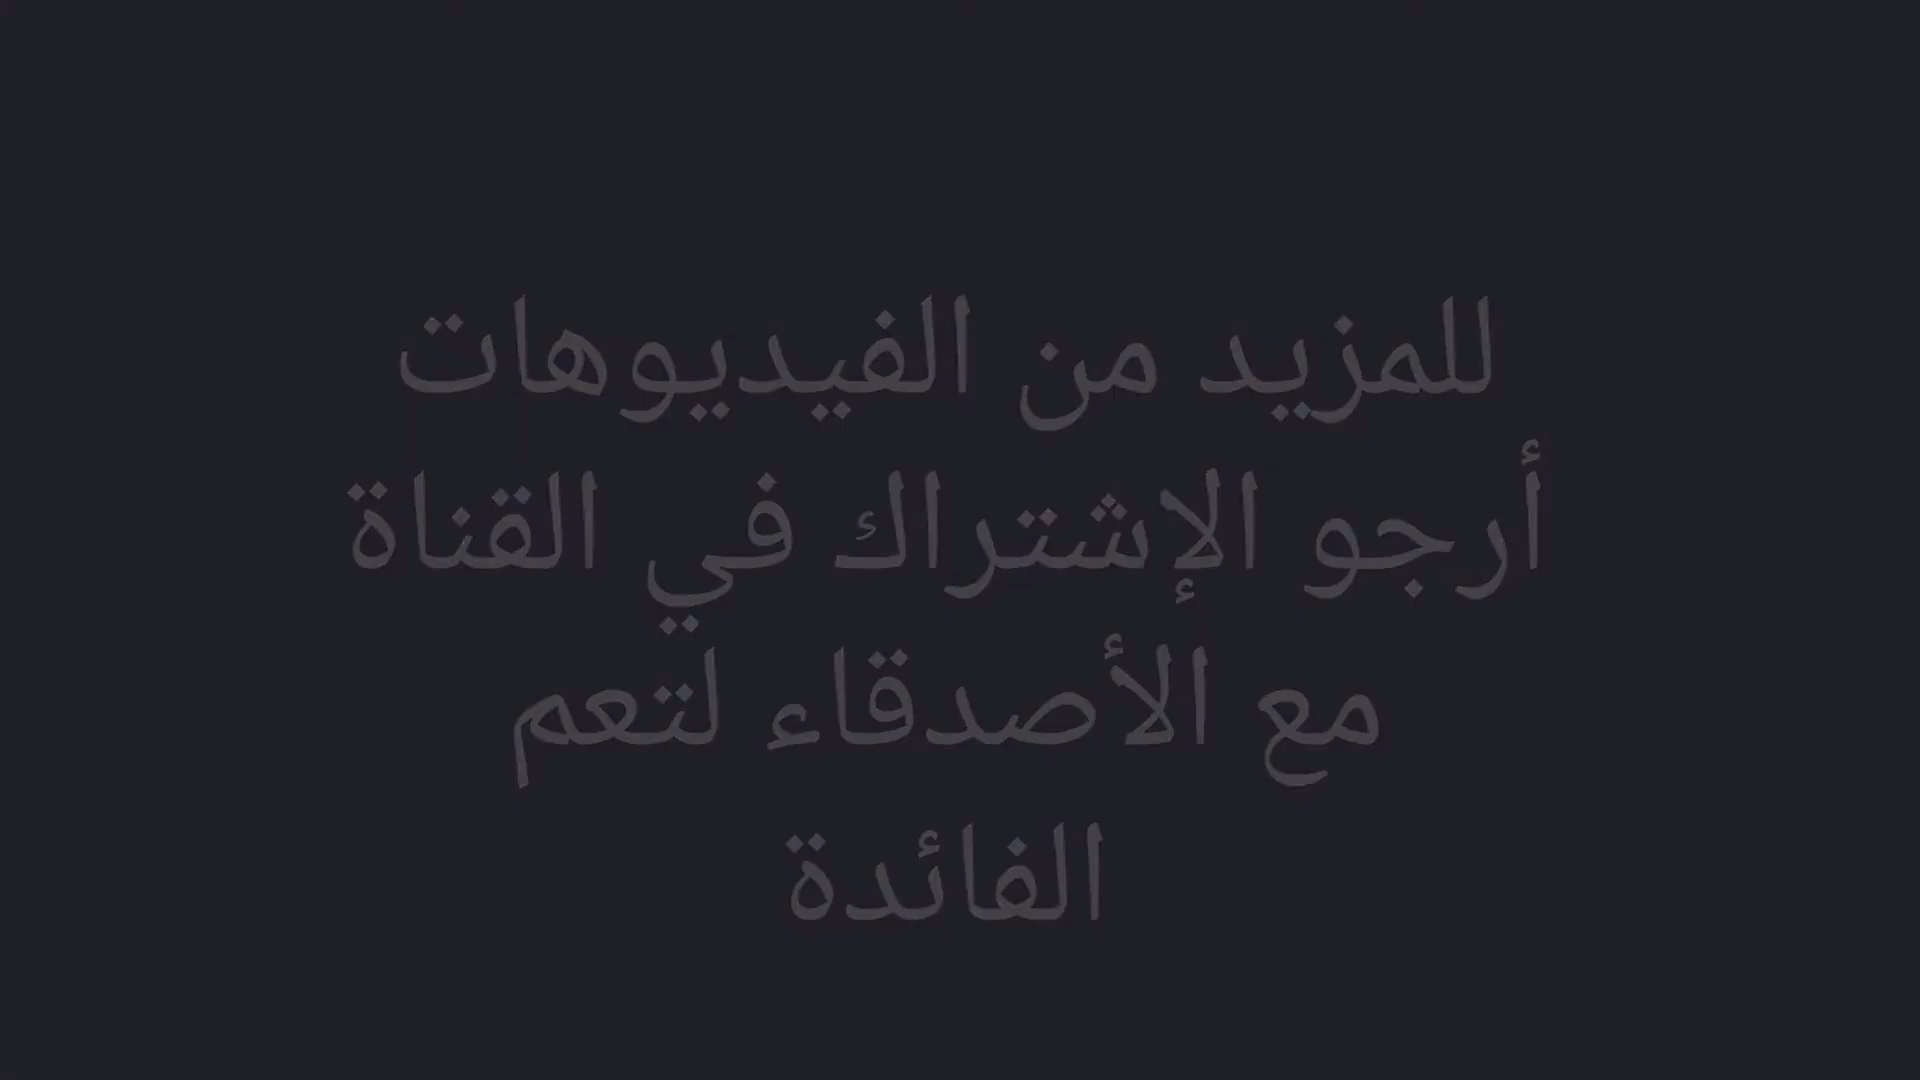 للمزيد من الفيديوهات
أرجو الإشتراك في القناة
مع الأصدقاء لتعم
الفائدة